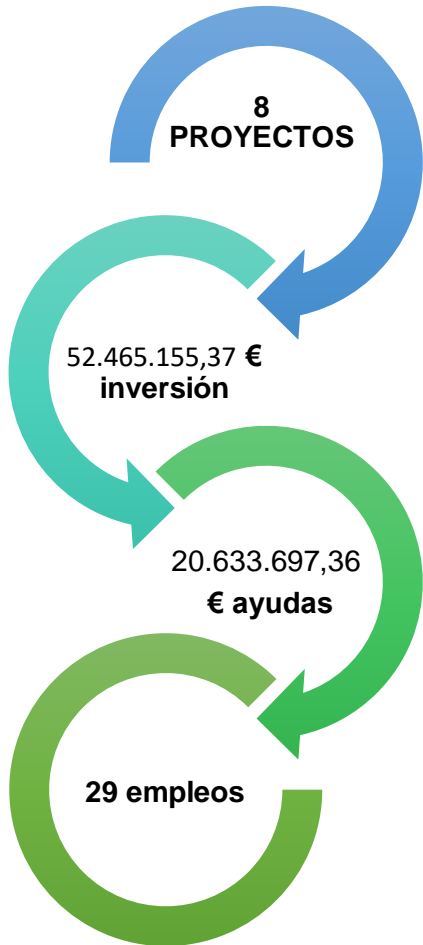 8
PROYECTOS
52.465.155,37 €
inversión
20.633.697,36
€ ayudas
29 empleos